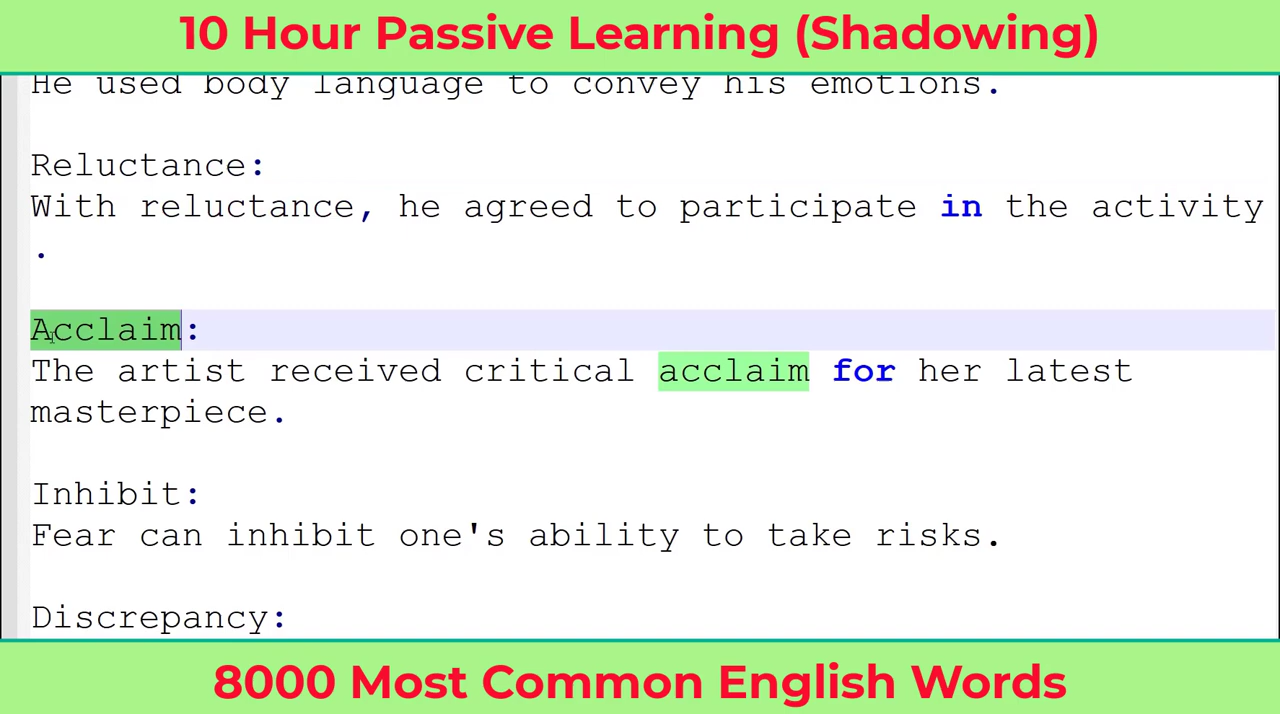 10 Hour Passive Learning (Shadowing)
He used body language to convey his emotions.
Reluctance:
With reluctance, he agreed to participate in the activity
.
Acclaim:
The artist received critical acclaim for her latest
masterpiece.
Inhibit:
Fear can inhibit one's ability to take risks.
Discrepancy:
8000 Most Common English Words